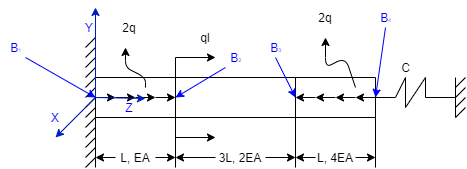 Y
2q
ql
2q
B₁
B₂
B₃
B₄
C
X
Z
L, EA
3L, 2EA
L, 4EA